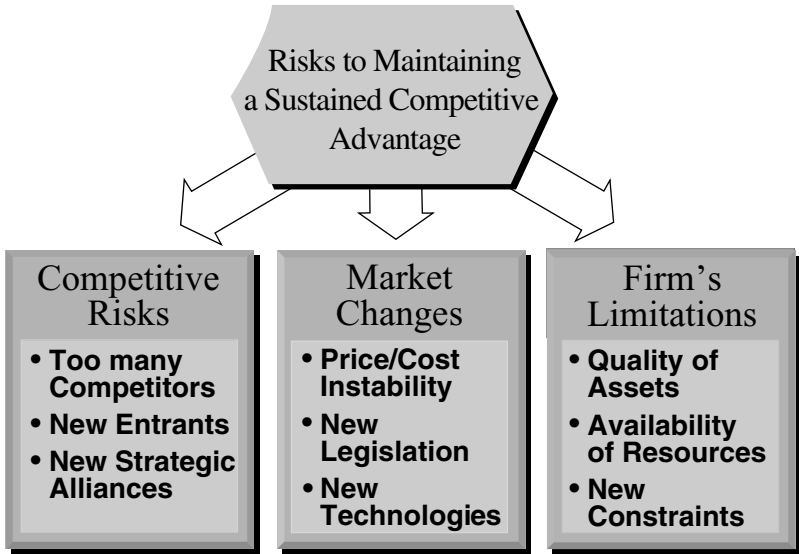 Risks to Maintaining
a Sustained Competitive
Advantage
Competitive
Risks
• Too many
Competitors
• New Entrants
• New Strategic
Alliances
Market
Changes
• Price/Cost
Instability
• New
Legislation
• New
Technologies
Firm's
Limitations
• Quality of
Assets
• Availability
of Resources
• New
Constraints